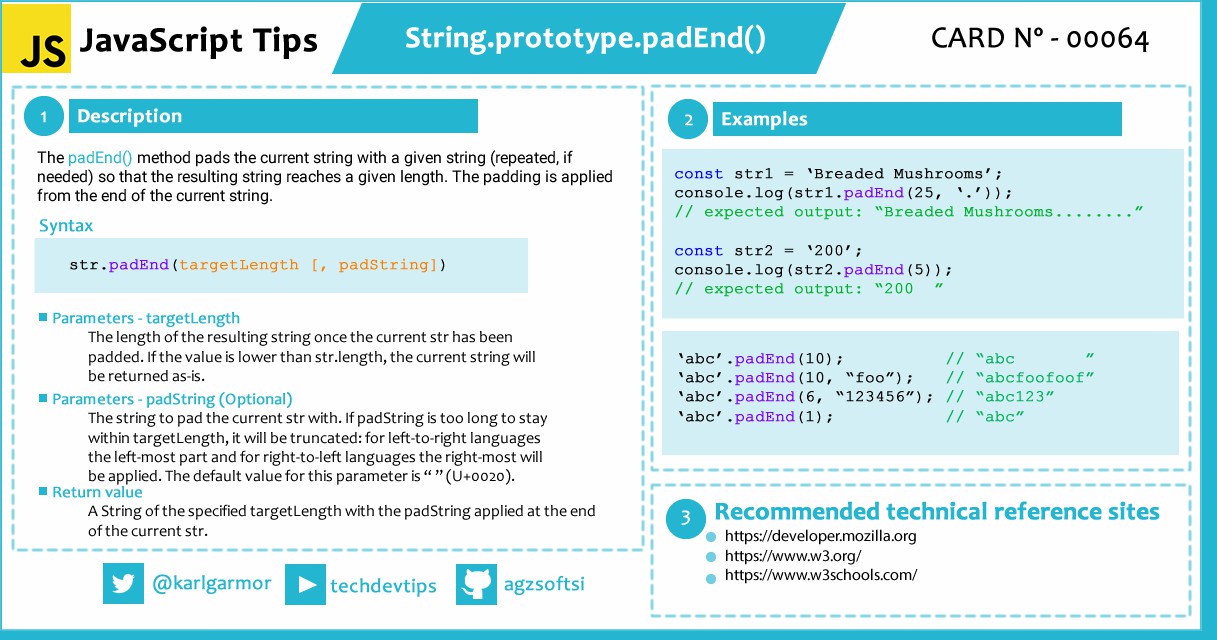 JS JavaScript Tips
String.prototype.padEnd()
CARD Nº - 00064
1 Description
The padEnd() method pads the current string with a given string (repeated, if
needed) so that the resulting string reaches a given length. The padding is applied
from the end of the current string.
Syntax
str.padEnd(targetLength [, padString])
Parameters - targetLength
The length of the resulting string once the current str has been
padded. If the value is lower than str.length, the current string will
be returned as-is.
Parameters - padString (Optional)
The string to pad the current str with. If padString is too long to stay
within targetLength, it will be truncated: for left-to-right languages
the left-most part and for right-to-left languages the right-most will
be applied. The default value for this parameter is “ ” (U+0020).
Return value
A String of the specified targetLength with the padString applied at the end
of the current str.
@karlgarmor
techdevtips
agzsoftsi
2 Examples
const str1 = ‘Breaded Mushrooms’;
console.log(str1.padEnd(25, ‘.’));
// expected output: “Breaded Mushrooms........”
const str2 = ‘200’;
console.log(str2.padEnd(5));
// expected output: “200  ”
‘abc’.padEnd(10);          // “abc       ”
‘abc’.padEnd(10, “foo”);   // “abcfoofoof”
‘abc’.padEnd(6, “123456”); // “abc123”
‘abc’.padEnd(1);           // “abc”
3 Recommended technical reference sites
https://developer.mozilla.org
https://www.w3.org/
https://www.w3schools.com/